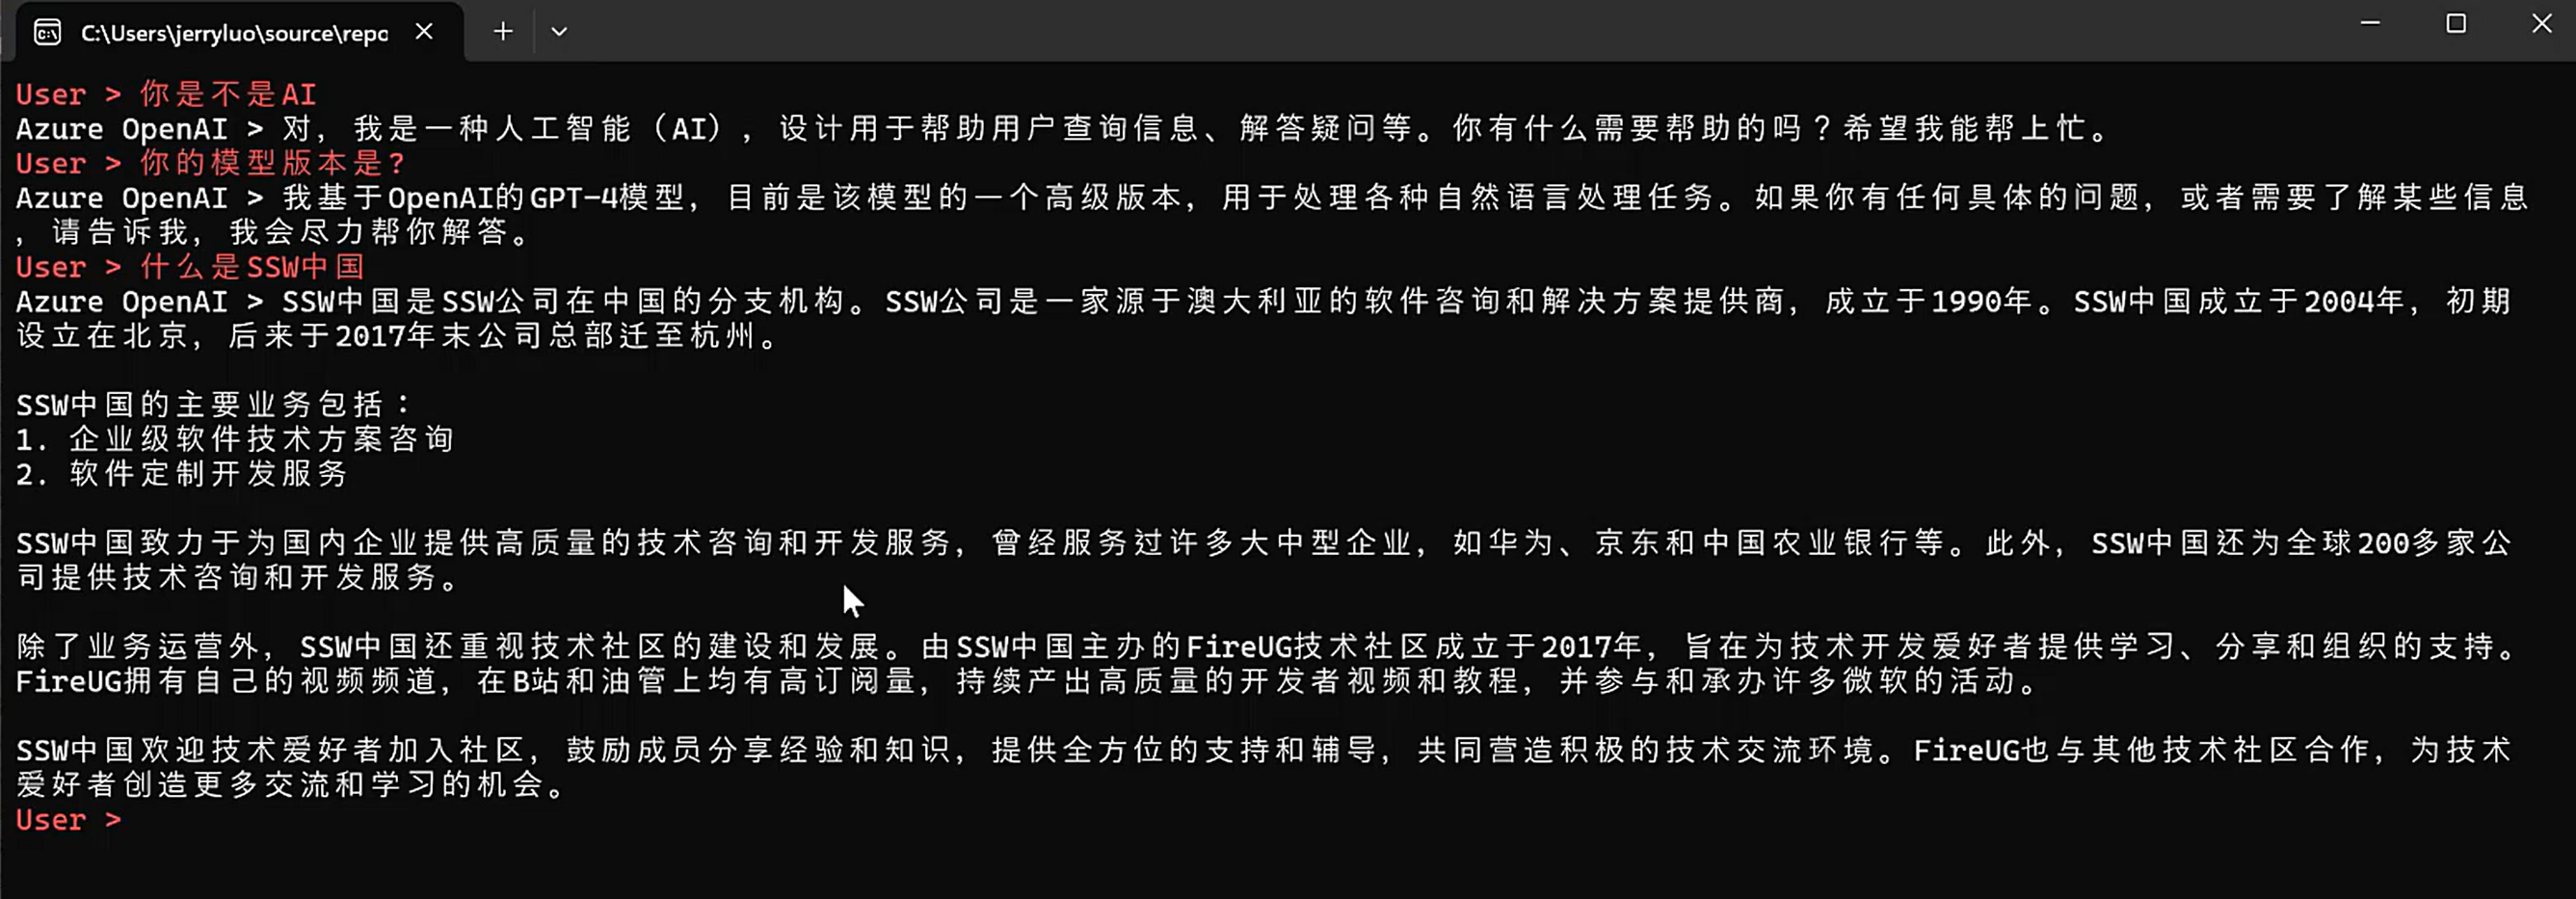 C:\Users\jerryluo\source\repo
User > 你是不是AI
Azure OpenAI > 对，我是一种人工智能（AI），设计用于帮助用户查询信息、解答疑问等。你有什么需要帮助的吗？希望我能帮上忙。
User > 你的模型版本是？
Azure OpenAI > 我基于OpenAI的GPT-4模型，目前是该模型的一个高级版本，用于处理各种自然语言处理任务。如果你有任何具体的问题，或者需要了解某些信息
，请告诉我，我会尽力帮你解答。
User > 什么是SSW中国
Azure OpenAI > SSW中国是SSW公司在中国的分支机构。SSW公司是一家源于澳大利亚的软件咨询和解决方案提供商，成立于1990年。SSW中国成立于2004年，初期
设立在北京，后来于2017年末公司总部迁至杭州。
SSW中国的主要业务包括：
1. 企业级软件技术方案咨询
2. 软件定制开发服务
SSW中国致力于为国内企业提供高质量的技术咨询和开发服务，曾经服务过许多大中型企业，如华为、京东和中国农业银行等。此外，SSW中国还为全球200多家公
司提供技术咨询和开发服务。
除了业务运营外，SSW中国还重视技术社区的建设和发展。由SSW中国主办的FireUG技术社区成立于2017年，旨在为技术开发爱好者提供学习、分享和组织的支持。
FireUG拥有自己的视频频道，在B站和油管上均有高订阅量，持续产出高质量的开发者视频和教程，并参与和承办许多微软的活动。
SSW中国欢迎技术爱好者加入社区，鼓励成员分享经验和知识，提供全方位的支持和辅导，共同营造积极的技术交流环境。FireUG也与其他技术社区合作，为技术
爱好者创造更多交流和学习的机会。
User >